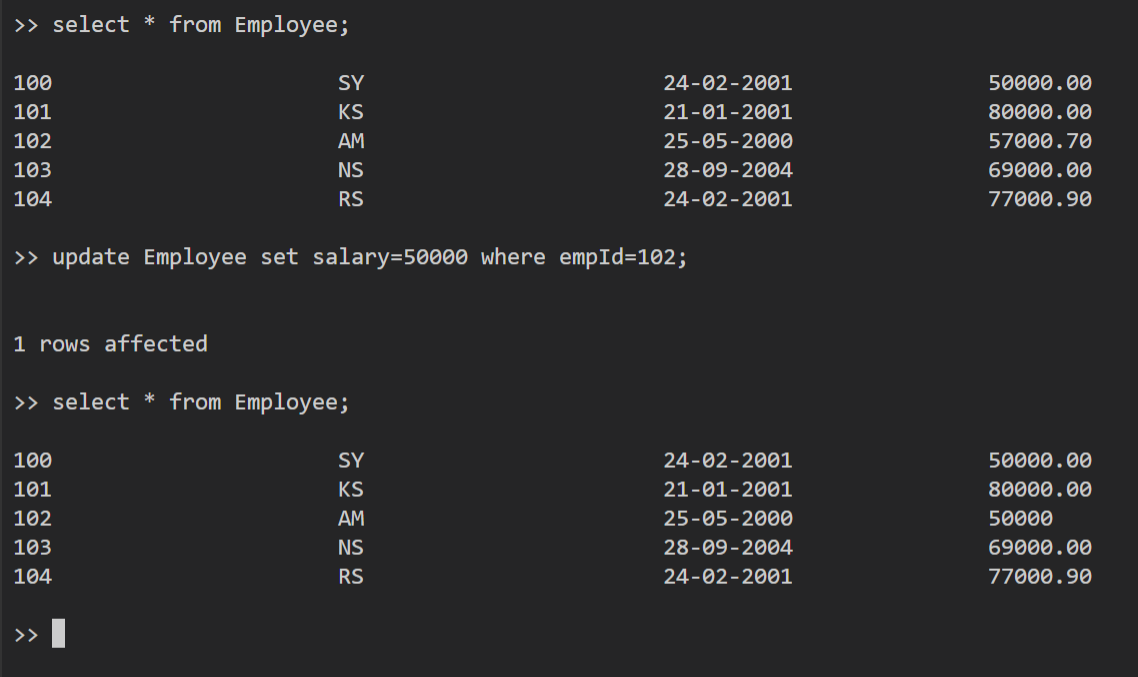 >> select * from Employee;
100 SY 24-02-2001 50000.00
101 KS 21-01-2001 80000.00
102 AM 25-05-2000 57000.70
103 NS 28-09-2004 69000.00
104 RS 24-02-2001 77000.90
>> update Employee set salary=50000 where empId=102;
1 rows affected
>> select * from Employee;
100 SY 24-02-2001 50000.00
101 KS 21-01-2001 80000.00
102 AM 25-05-2000 50000
103 NS 28-09-2004 69000.00
104 RS 24-02-2001 77000.90
>>